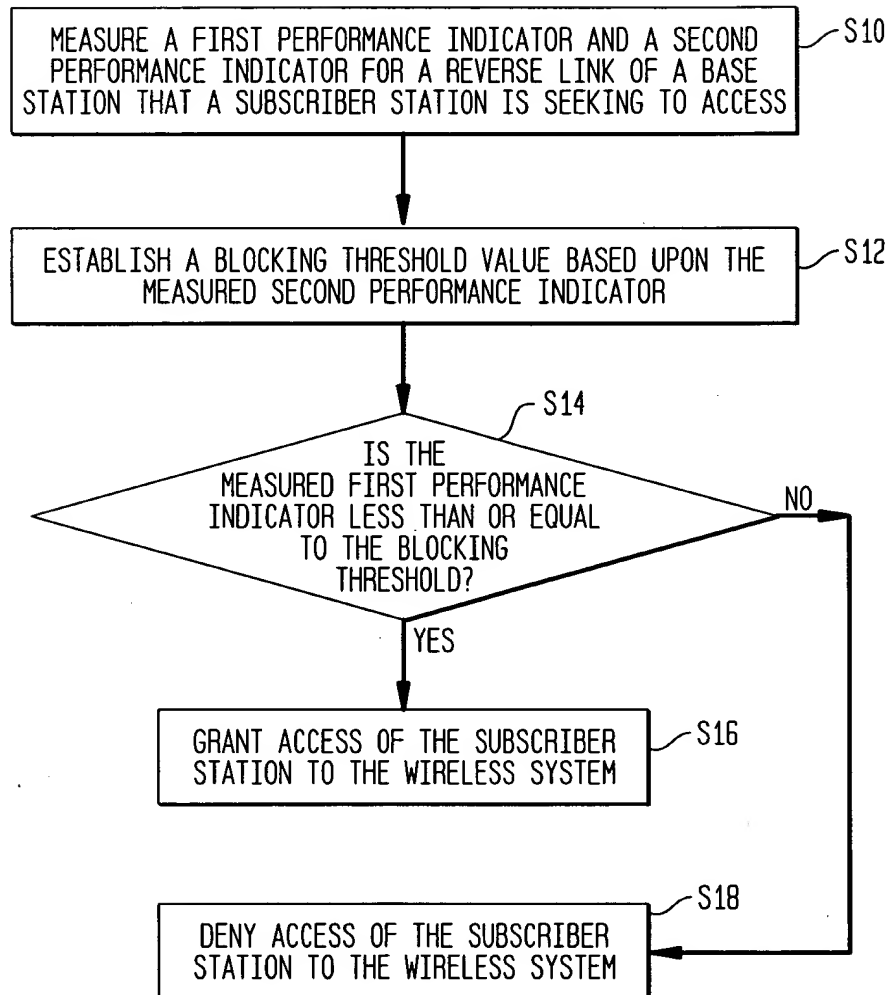 MEASURE A FIRST PERFORMANCE INDICATOR AND A SECOND
PERFORMANCE INDICATOR FOR A REVERSE LINK OF A BASE
STATION THAT A SUBSCRIBER STATION IS SEEKING TO ACCESS
S10
ESTABLISH A BLOCKING THRESHOLD VALUE BASED UPON THE
MEASURED SECOND PERFORMANCE INDICATOR
S12
S14
IS THE
MEASURED FIRST PERFORMANCE
INDICATOR LESS THAN OR EQUAL
TO THE BLOCKING
THRESHOLD?
NO
YES
GRANT ACCESS OF THE SUBSCRIBER
STATION TO THE WIRELESS SYSTEM
S16
S18
DENY ACCESS OF THE SUBSCRIBER
STATION TO THE WIRELESS SYSTEM